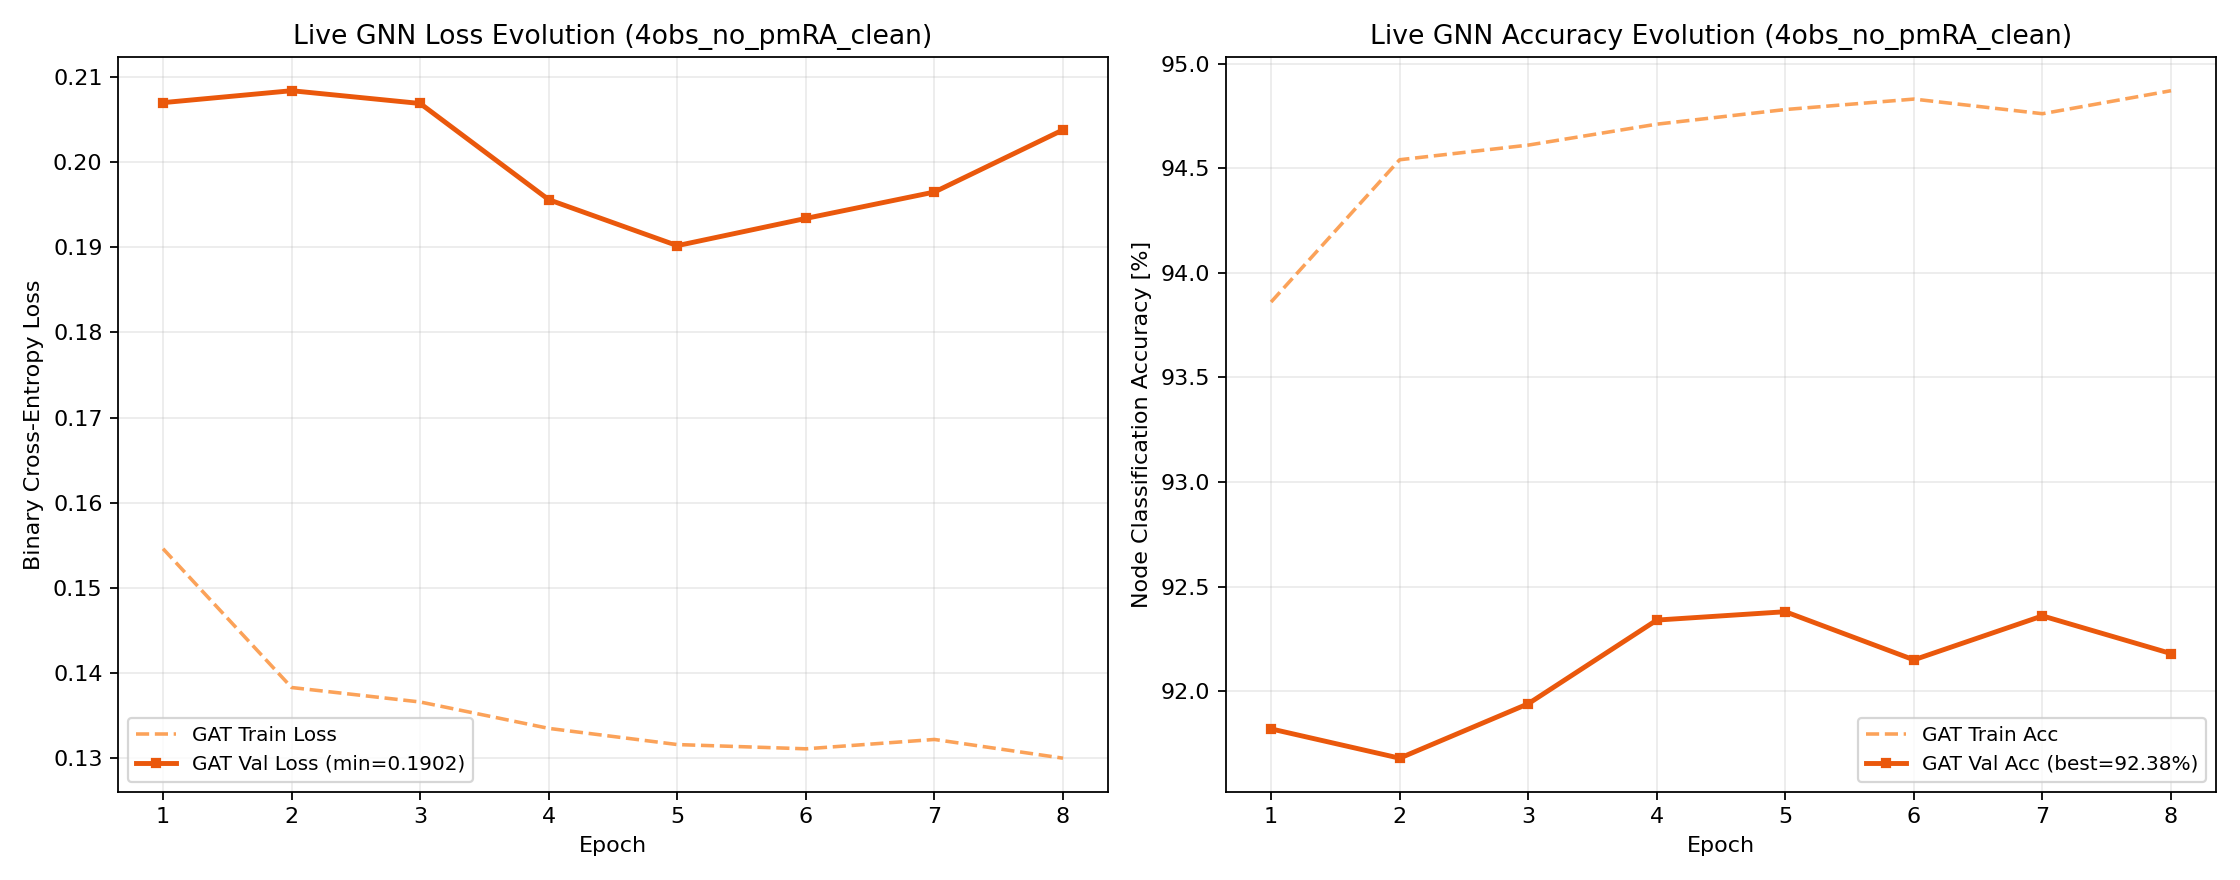 Live GNN Loss Evolution (4obs_no_pmRA_clean)
Binary Cross-Entropy Loss
0.21
0.20
0.19
0.18
0.17
0.16
0.15
0.14
0.13
GAT Train Loss
GAT Val Loss (min=0.1902)
1 2 3 4 5 6 7 8
Epoch
Live GNN Accuracy Evolution (4obs_no_pmRA_clean)
Node Classification Accuracy [%]
95.0
94.5
94.0
93.5
93.0
92.5
92.0
GAT Train Acc
GAT Val Acc (best=92.38%)
1 2 3 4 5 6 7 8
Epoch